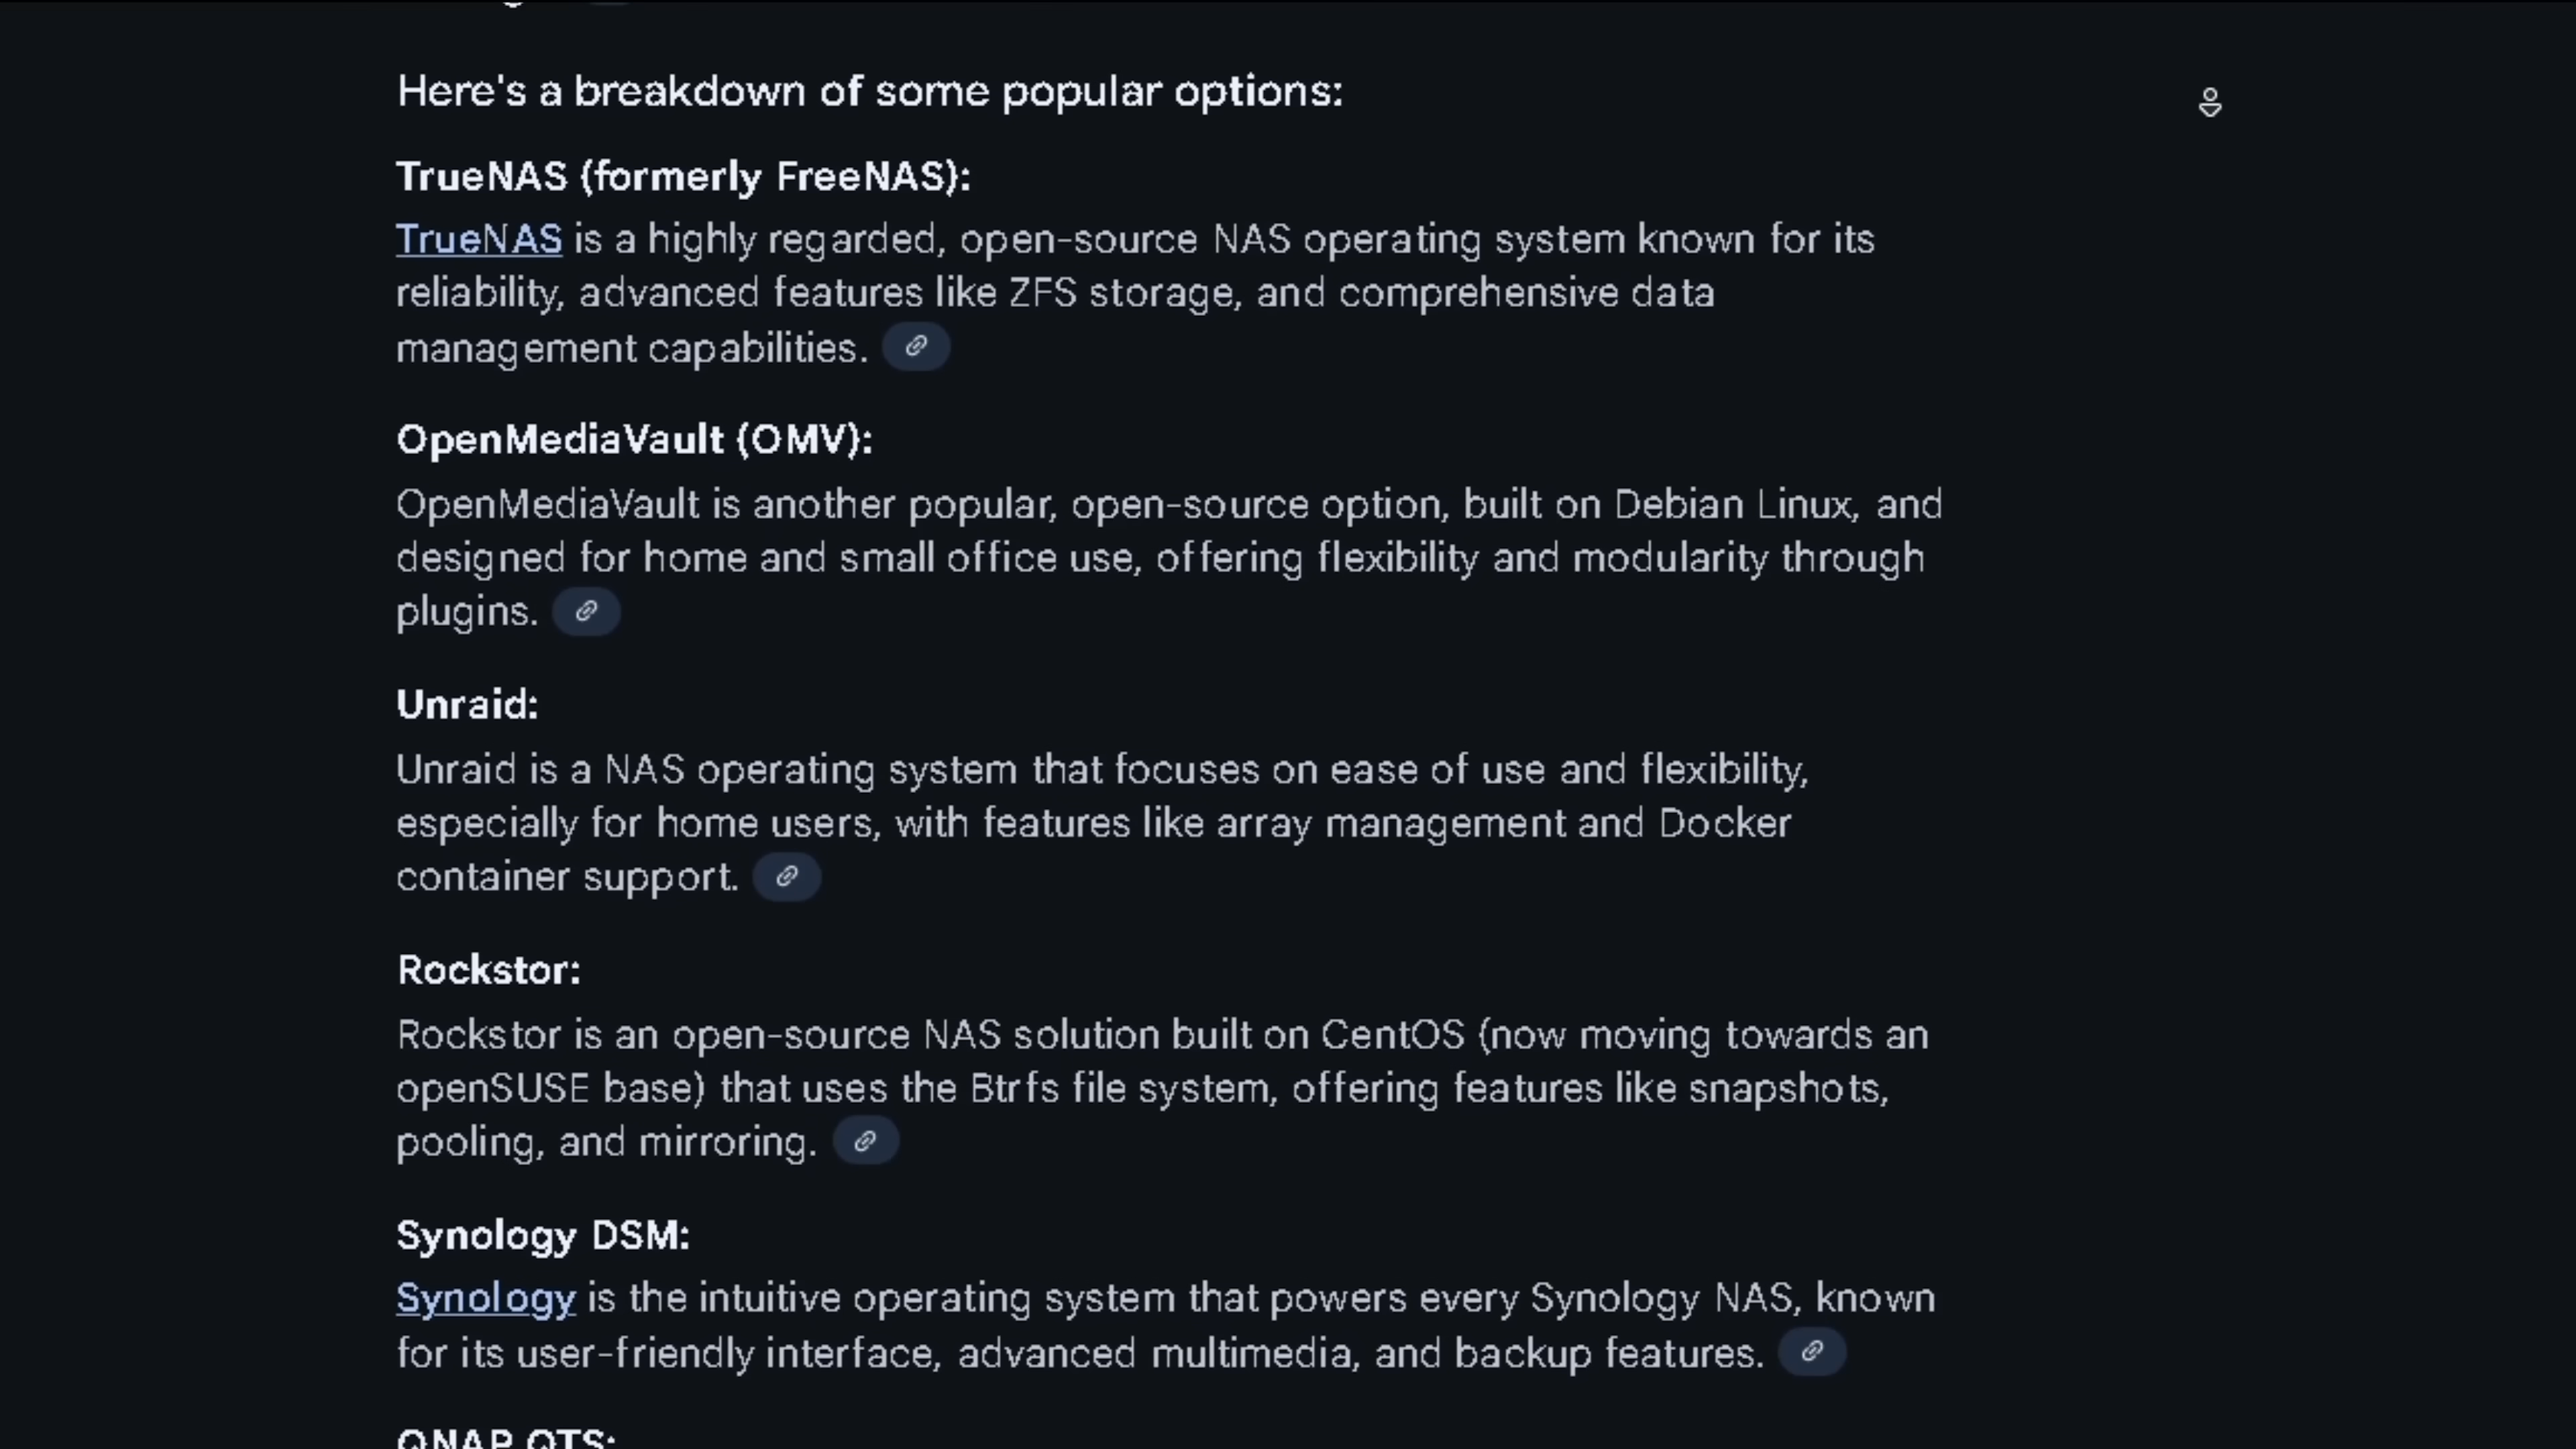 Here's a breakdown of some popular options:
TrueNAS (formerly FreeNAS):
TrueNAS is a highly regarded, open-source NAS operating system known for its
reliability, advanced features like ZFS storage, and comprehensive data
management capabilities.
OpenMediaVault (OMV):
OpenMediaVault is another popular, open-source option, built on Debian Linux, and
designed for home and small office use, offering flexibility and modularity through
plugins.
Unraid:
Unraid is a NAS operating system that focuses on ease of use and flexibility,
especially for home users, with features like array management and Docker
container support.
Rockstor:
Rockstor is an open-source NAS solution built on CentOS (now moving towards an
openSUSE base) that uses the Btrfs file system, offering features like snapshots,
pooling, and mirroring.
Synology DSM:
Synology is the intuitive operating system that powers every Synology NAS, known
for its user-friendly interface, advanced multimedia, and backup features.
QNAP QTS: